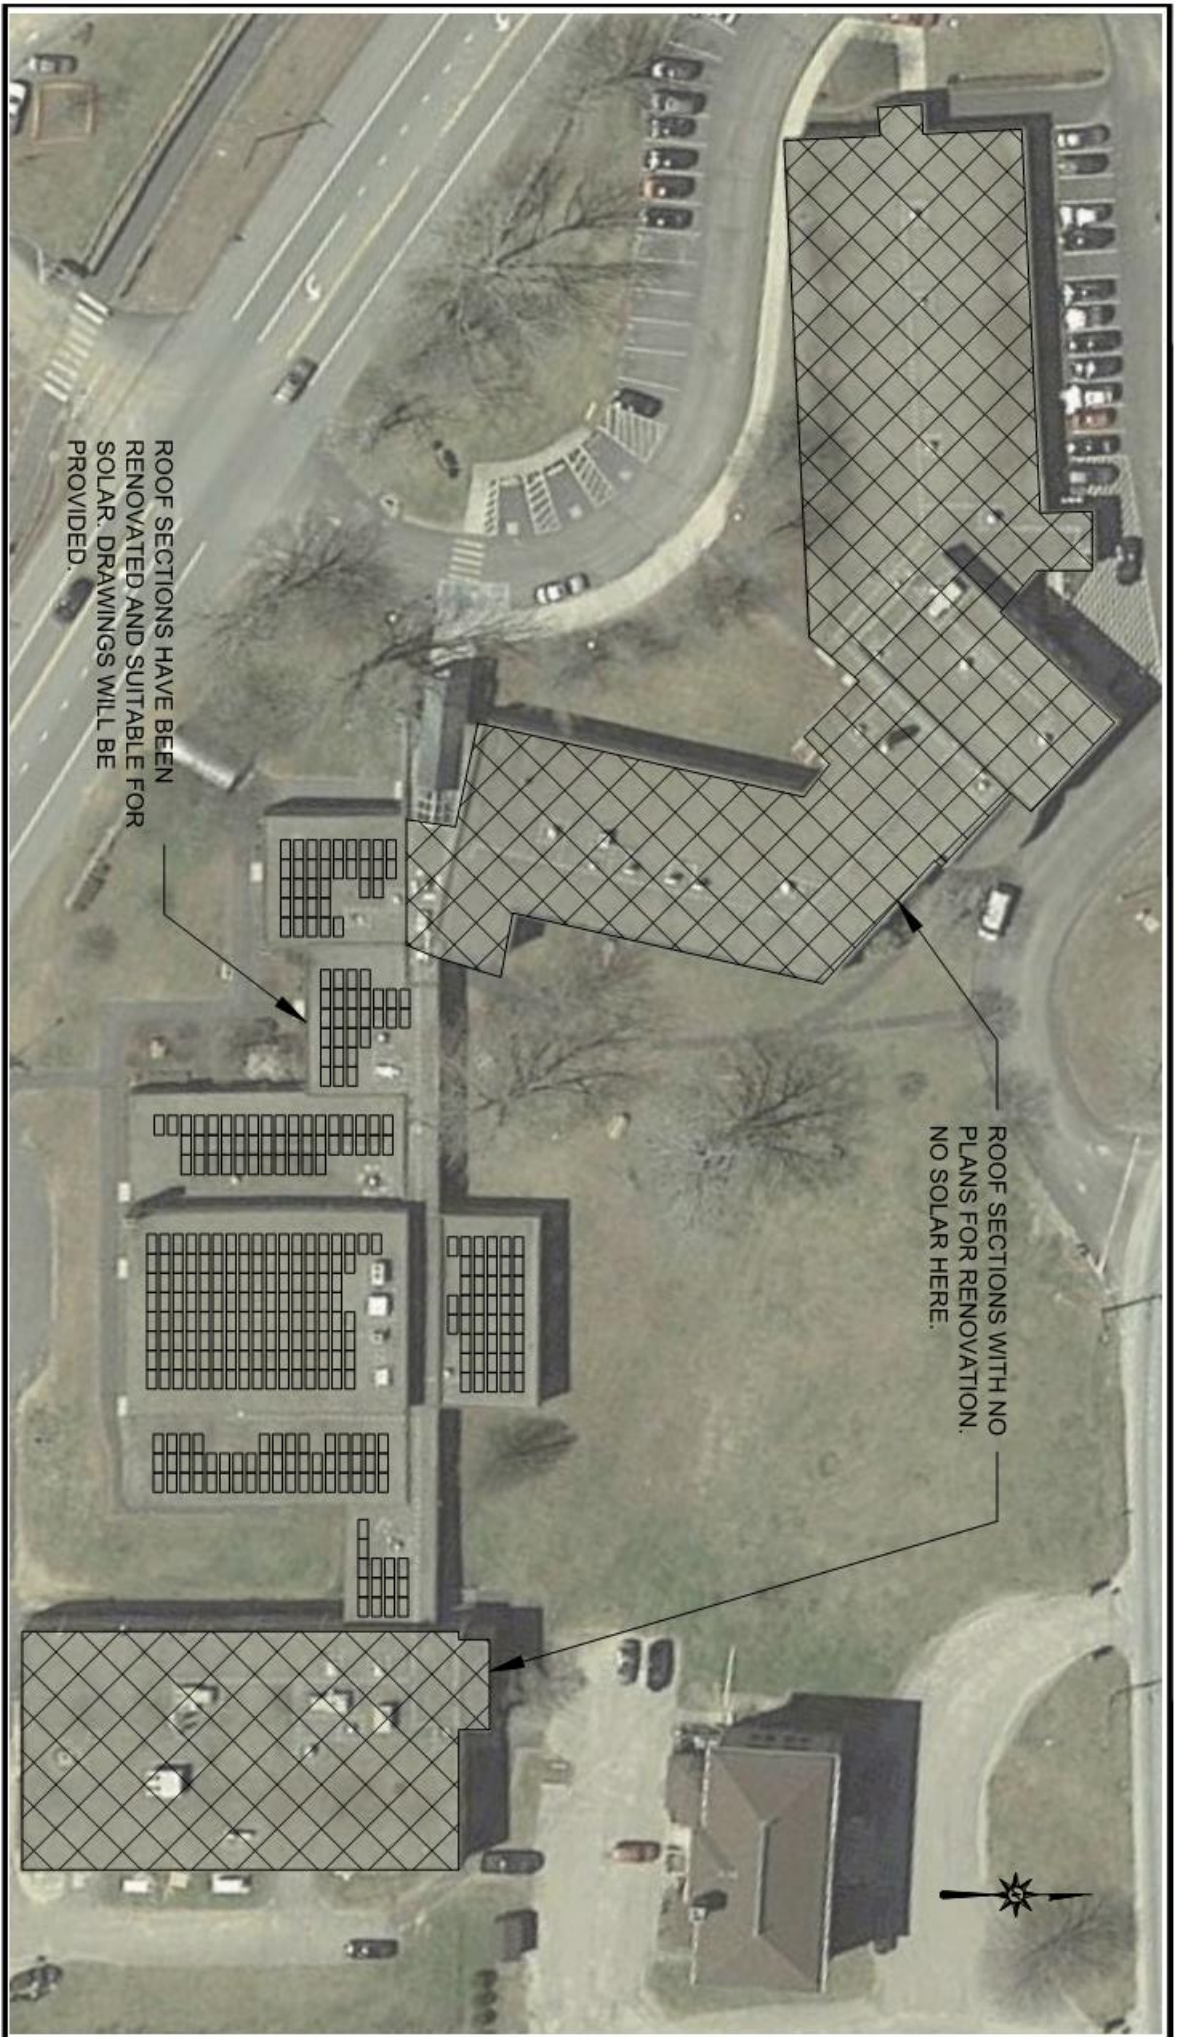 ROOF SECTIONS WITH NO
PLANS FOR RENOVATION.
NO SOLAR HERE.
ROOF SECTIONS HAVE BEEN
RENOVATED AND SUITABLE FOR
SOLAR. DRAWINGS WILL BE
PROVIDED.